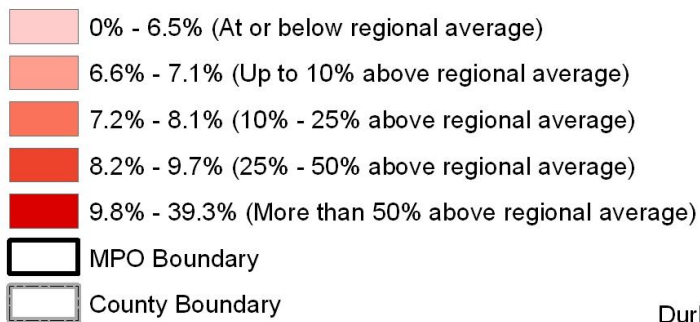 0% - 6.5% (At or below regional average)
6.6% - 7.1% (Up to 10% above regional average)
7.2% - 8.1% (10% - 25% above regional average)
8.2% - 9.7% (25% - 50% above regional average)
9.8% - 39.3% (More than 50% above regional average)
MPO Boundary
County Boundary